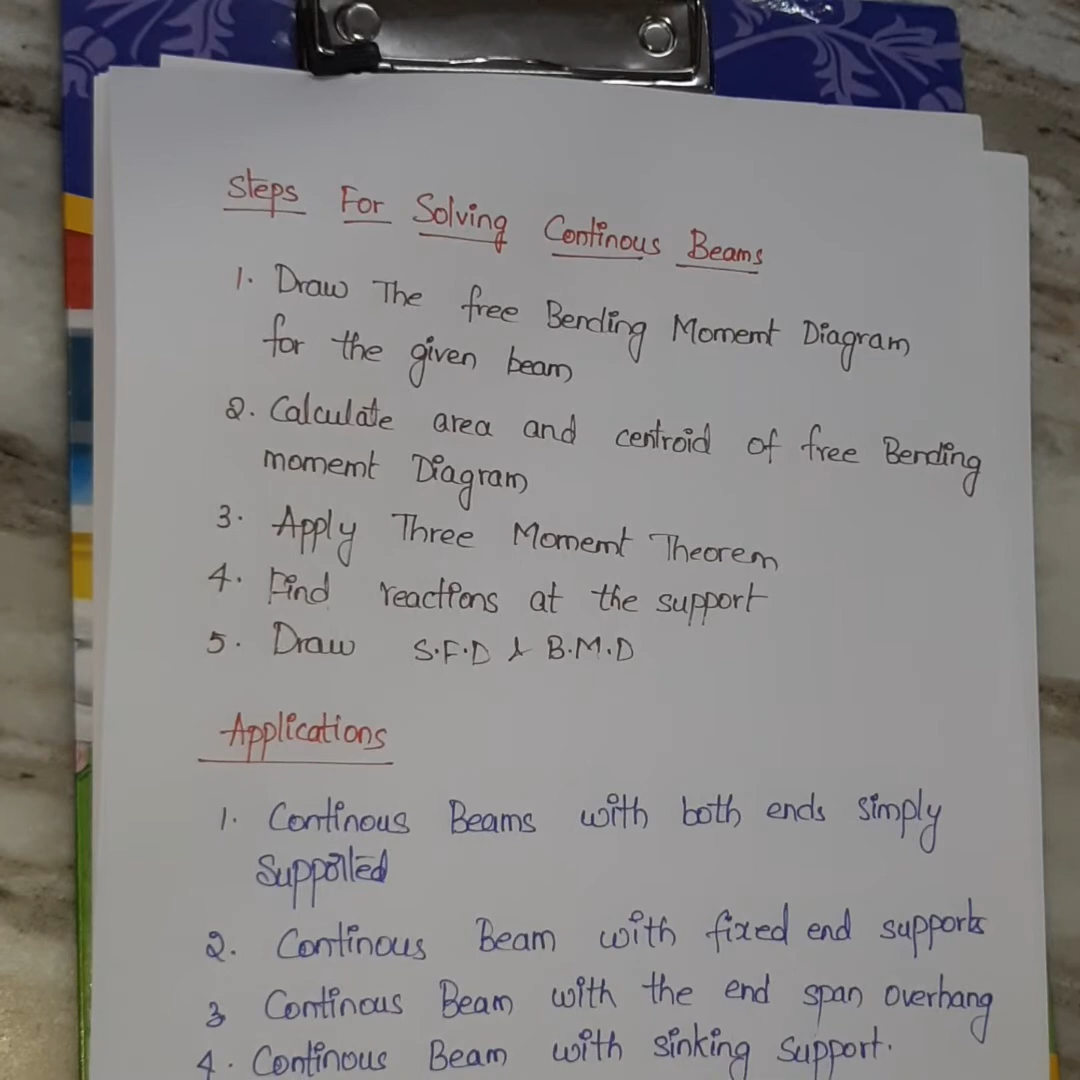 Steps For Solving Continous Beams
1. Draw The free Bending Moment Diagram
for the given beam
2. Calculate area and centroid of free Bending
moment Diagram
3. Apply Three Moment Theorem
4. Find reactions at the support
5. Draw S.F.D & B.M.D
Applications
1. Continous Beams with both ends simply
Supported
2. Continous Beam with fixed end supports
3 Continous Beam with the end span overhang
4. Continous Beam with sinking support.